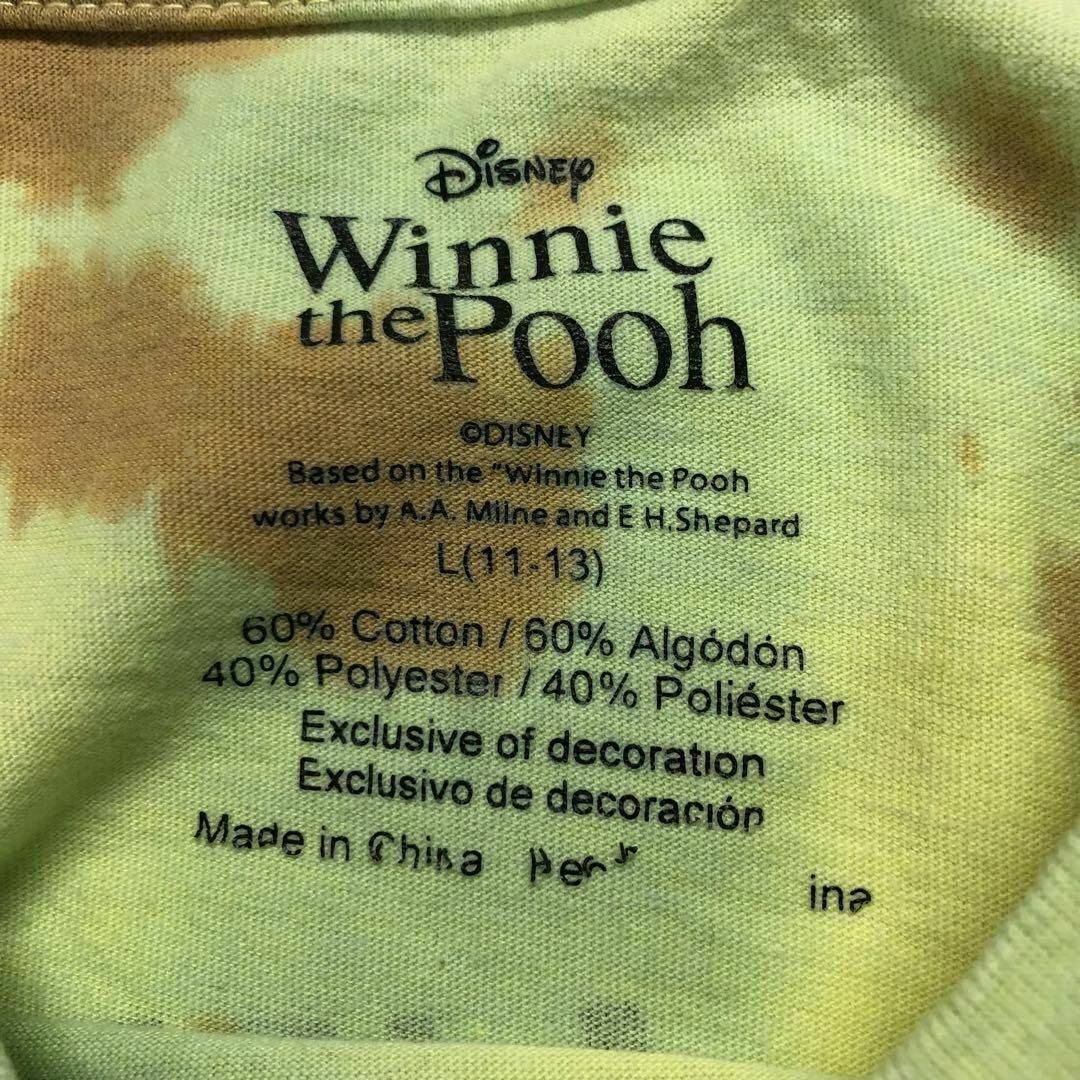 Disney
Winnie
the Pooh
©DISNEY
Based on the "Winnie the Pooh
works by A.A. Milne and E H.Shepard
L(11-13)
60% Cotton / 60% Algódón
40% Polyester / 40% Poliéster
Exclusive of decoration
Exclusivo de decoración
Made in China